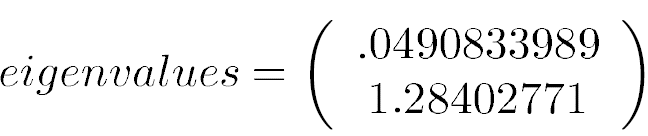 eigenvalues = ( .0490833989
1.28402771 )